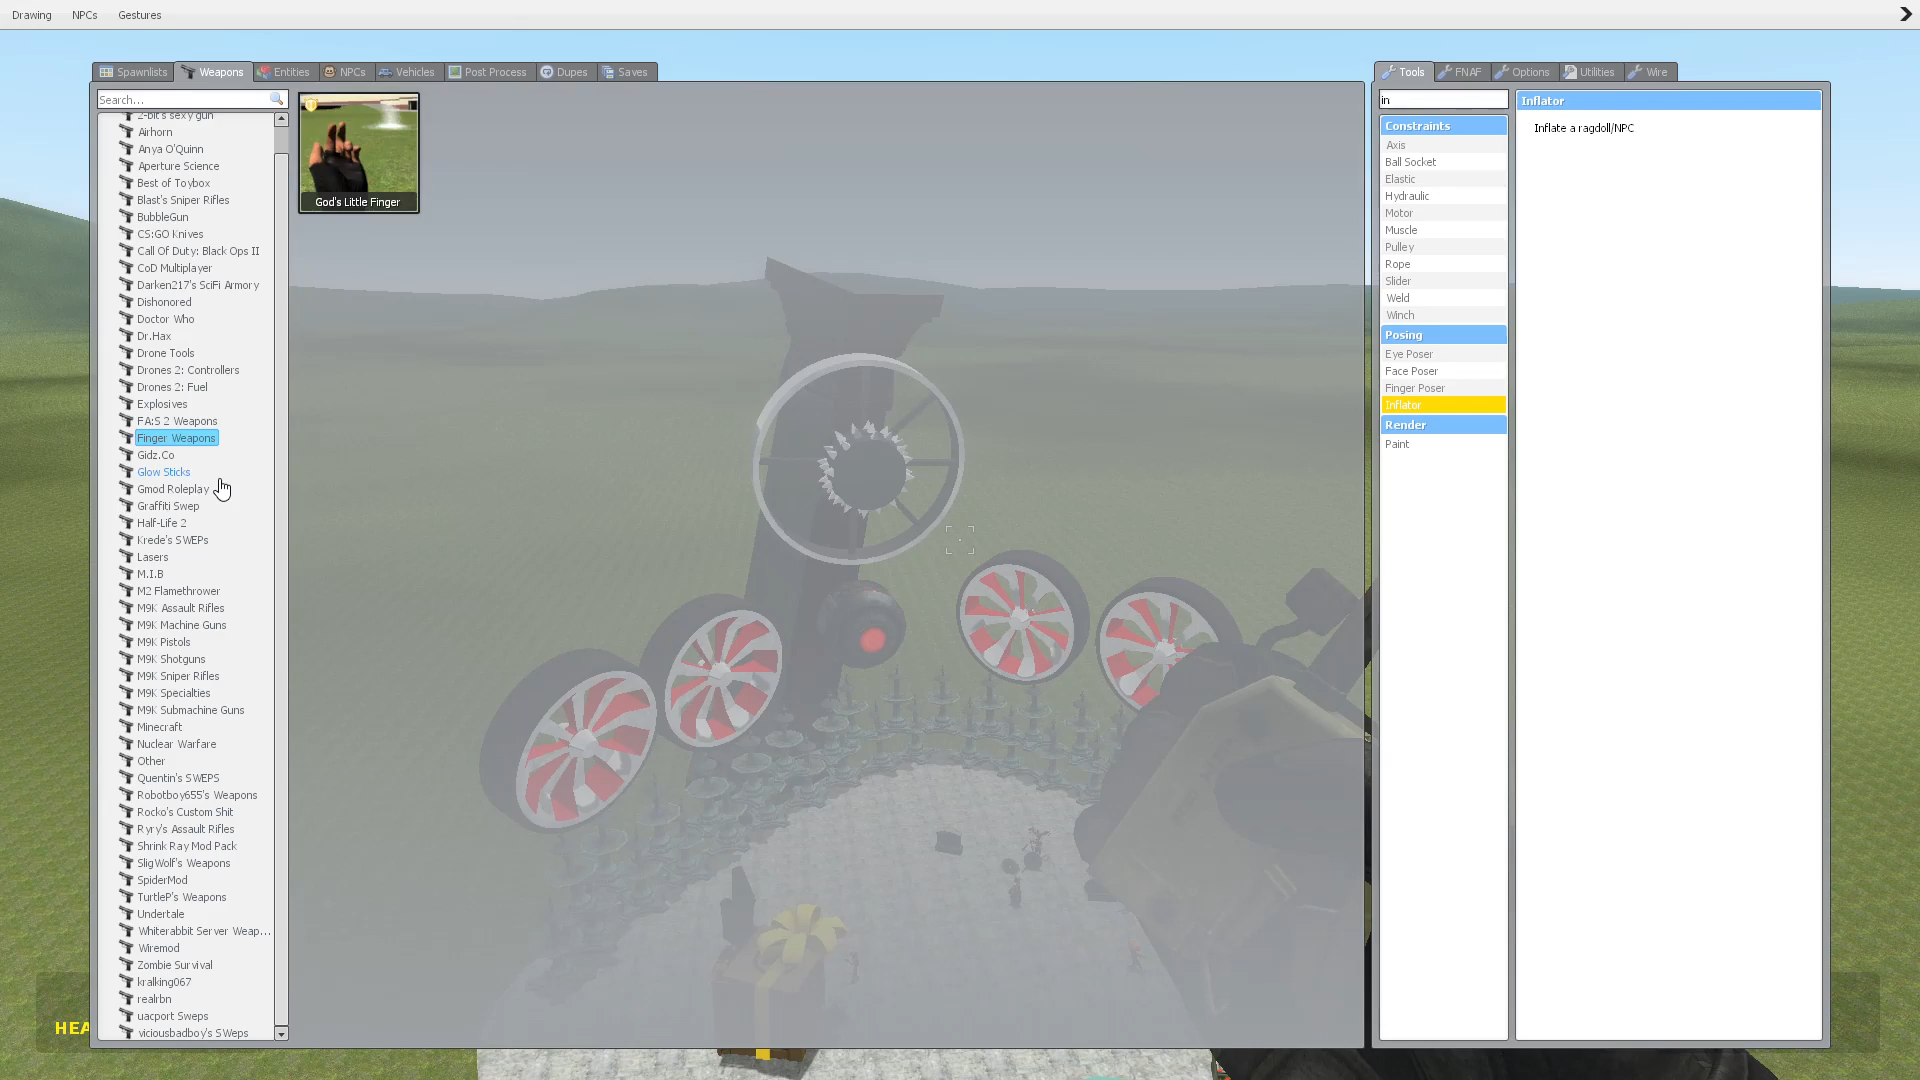 Drawing NPCs Gestures
Spawnlists Weapons Entities NPCs Vehicles Post Process Dupes Saves
Search...
2-bit's sexy gun
Airhorn
Anya O'Quinn
Aperture Science
Best of Toybox
Blast's Sniper Rifles
BubbleGun
CS:GO Knives
Call Of Duty: Black Ops II
CoD Multiplayer
Darken217's SciFi Armory
Dishonored
Doctor Who
Dr.Hax
Drone Tools
Drones 2: Controllers
Drones 2: Fuel
Explosives
FA:S 2 Weapons
Finger Weapons
Gidz.Co
Glow Sticks
Gmod Roleplay
Graffiti Swep
Half-Life 2
Krede's SWEPs
Lasers
M.I.B
M2 Flamethrower
M9K Assault Rifles
M9K Machine Guns
M9K Pistols
M9K Shotguns
M9K Sniper Rifles
M9K Specialties
M9K Submachine Guns
Minecraft
Nuclear Warfare
Other
Quentin's SWEPS
Robotboy655's Weapons
Rocko's Custom Shit
Ryry's Assault Rifles
Shrink Ray Mod Pack
SligWolf's Weapons
SpiderMod
TurtleP's Weapons
Undertale
Whiterabbit Server Weap...
Wiremod
Zombie Survival
kralking067
realrbn
uacport Sweps
viciousbadboy's SWeps
God's Little Finger
HEA
Tools FNAF Options Utilities Wire
in
Constraints
Axis
Ball Socket
Elastic
Hydraulic
Motor
Muscle
Pulley
Rope
Slider
Weld
Winch
Posing
Eye Poser
Face Poser
Finger Poser
Inflator
Render
Paint
Inflator
Inflate a ragdoll/NPC